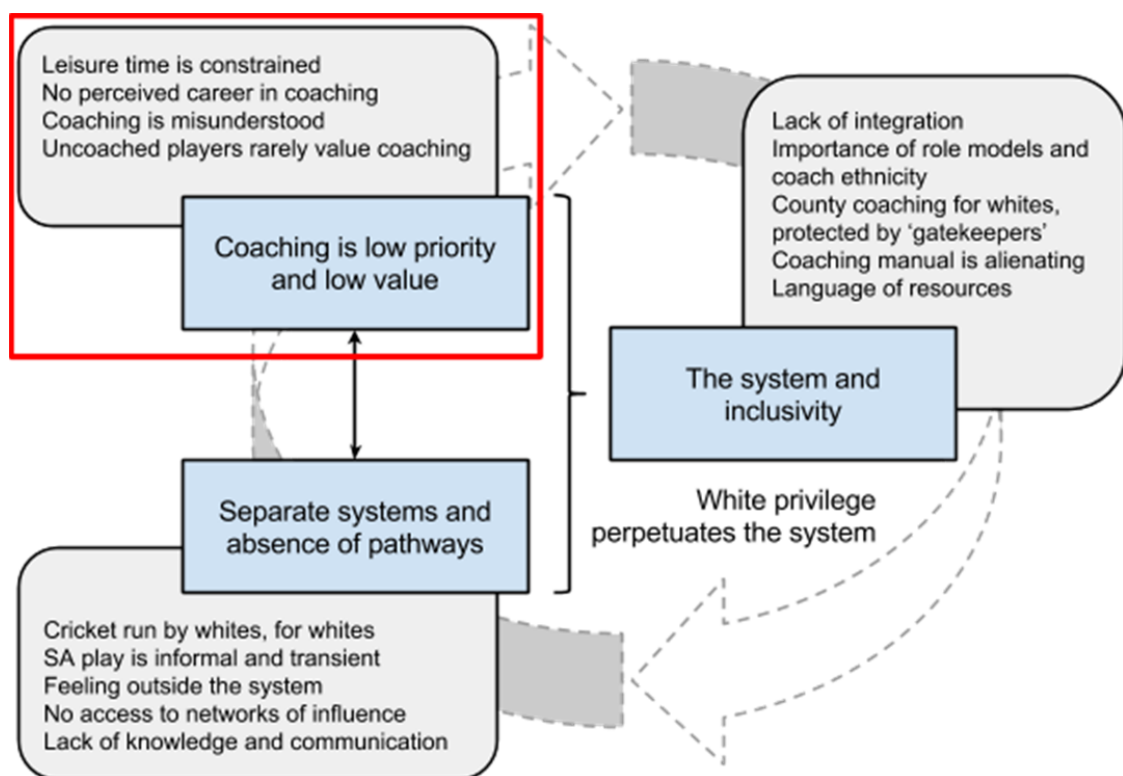 Leisure time is constrained
No perceived career in coaching
Coaching is misunderstood
Uncoached players rarely value coaching
Coaching is low priority
and low value
Lack of integration
Importance of role models and
coach ethnicity
County coaching for whites,
protected by ‘gatekeepers’
Coaching manual is alienating
Language of resources
The system and
inclusivity
White privilege
perpetuates the system
Separate systems and
absence of pathways
Cricket run by whites, for whites
SA play is informal and transient
Feeling outside the system
No access to networks of influence
Lack of knowledge and communication